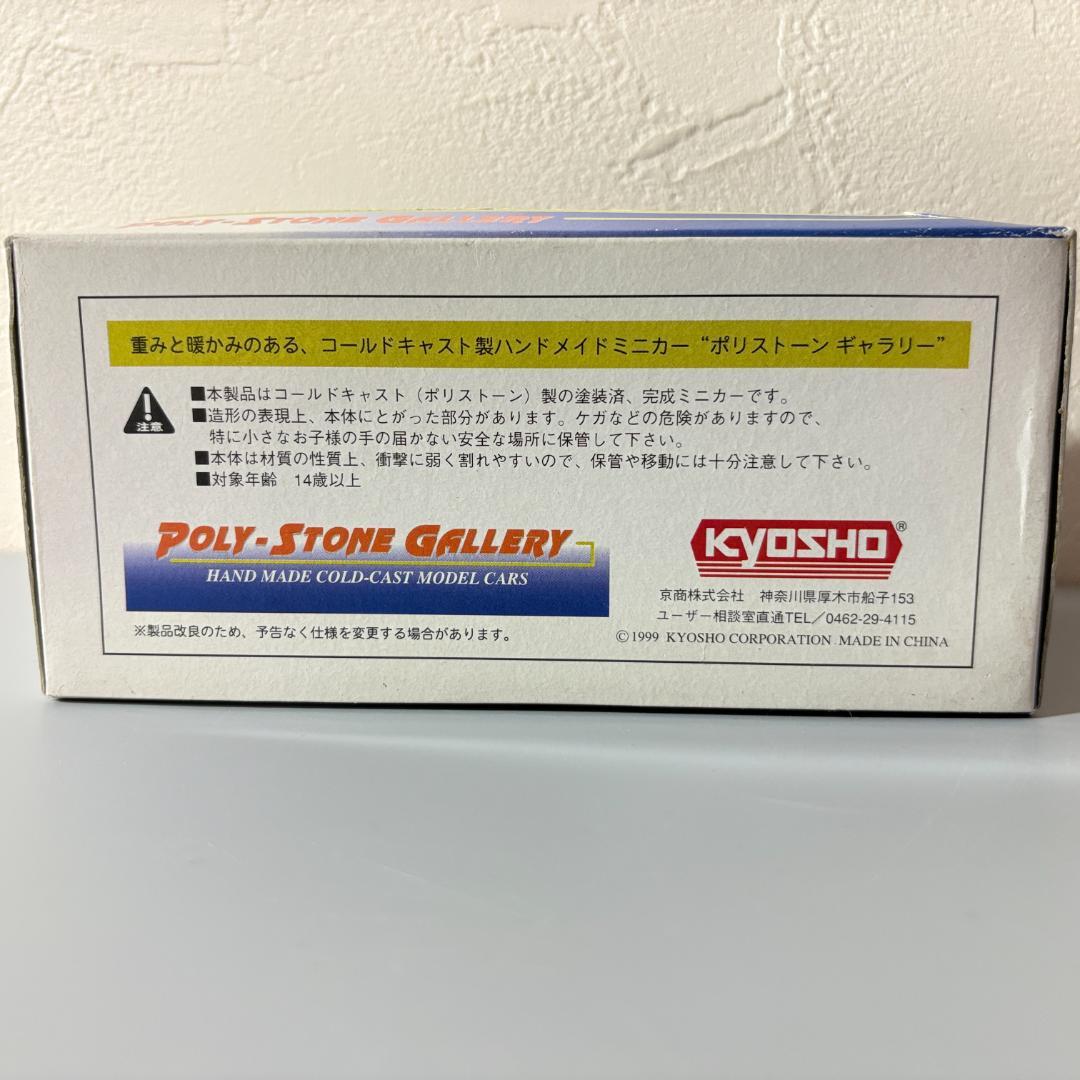 POLY-STONE GALLERY
重みと暖かみのある、コールドキャスト製ハンドメイドミニカー“ポリストーン ギャラリー”
注意
■本製品はコールドキャスト（ポリストーン）製の塗装済、完成ミニカーです。
■造形の表現上、本体にとがった部分があります。ケガなどの危険がありますので、
特に小さなお子様の手の届かない安全な場所に保管して下さい。
■本体は材質の性質上、衝撃に弱く割れやすいので、保管や移動には十分注意して下さい。
■対象年齢　14歳以上
POLY-STONE GALLERY
HAND MADE COLD-CAST MODEL CARS
※製品改良のため、予告なく仕様を変更する場合があります。
KYOSHO®
京商株式会社　神奈川県厚木市船子153
ユーザー相談室直通TEL／0462-29-4115
©1999 KYOSHO CORPORATION. MADE IN CHINA